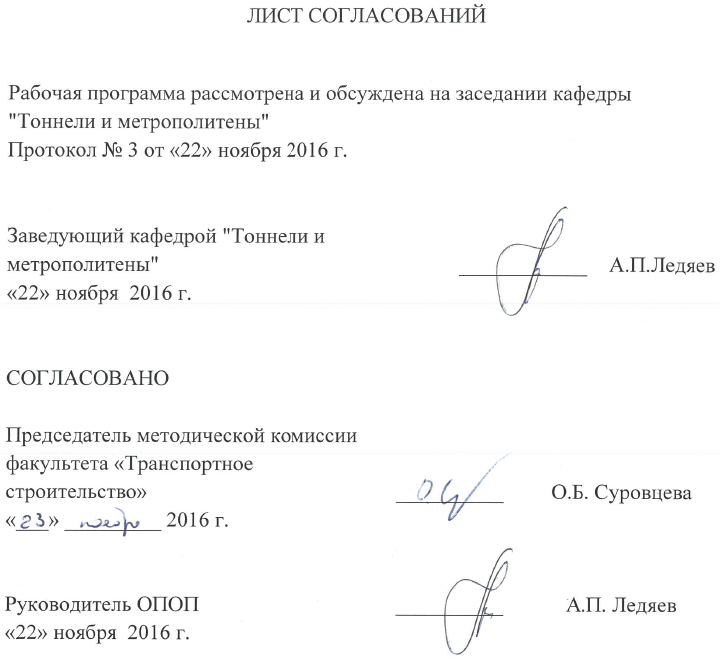 ЛИСТ СОГЛАСОВАНИЙ
Рабочая программа рассмотрена и обсуждена на заседании кафедры
"Тоннели и метрополитены"
Протокол № 3 от «22» ноября 2016 г.
Заведующий кафедрой "Тоннели и
метрополитены"
«22» ноября 2016 г.
А.П.Ледяев
СОГЛАСОВАНО
Председатель методической комиссии
факультета «Транспортное
строительство»
О.Б. Суровцева
«23» ноября 2016 г.
Руководитель ОПОП
А.П. Ледяев
«22» ноября 2016 г.